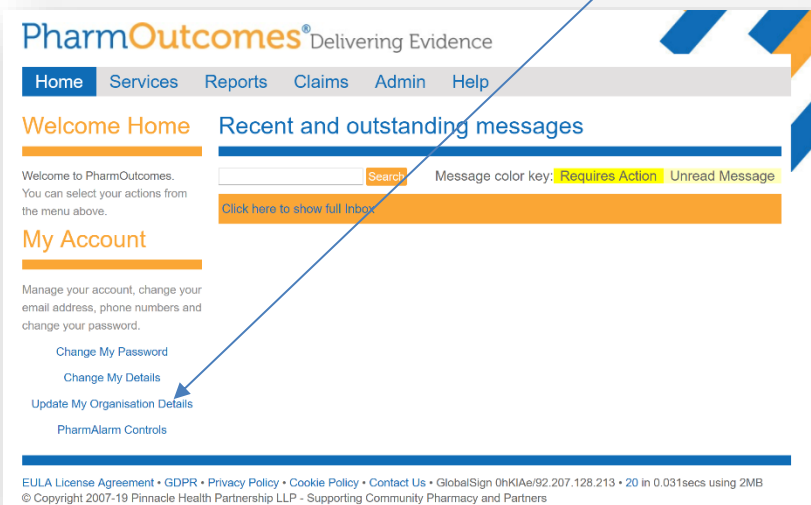 PharmOutcomes® Delivering Evidence
Home Services Reports Claims Admin Help
Welcome Home
Welcome to PharmOutcomes.
You can select your actions from
the menu above.
My Account
Manage your account, change your
email address, phone numbers and
change your password.
Change My Password
Change My Details
Update My Organisation Details
PharmAlarm Controls
Recent and outstanding messages
Search Message color key: Requires Action Unread Message
Click here to show full Inbox
EULA License Agreement • GDPR • Privacy Policy • Cookie Policy • Contact Us • GlobalSign 0hKIAe/92.207.128.213 • 20 in 0.031secs using 2MB
© Copyright 2007-19 Pinnacle Health Partnership LLP - Supporting Community Pharmacy and Partners